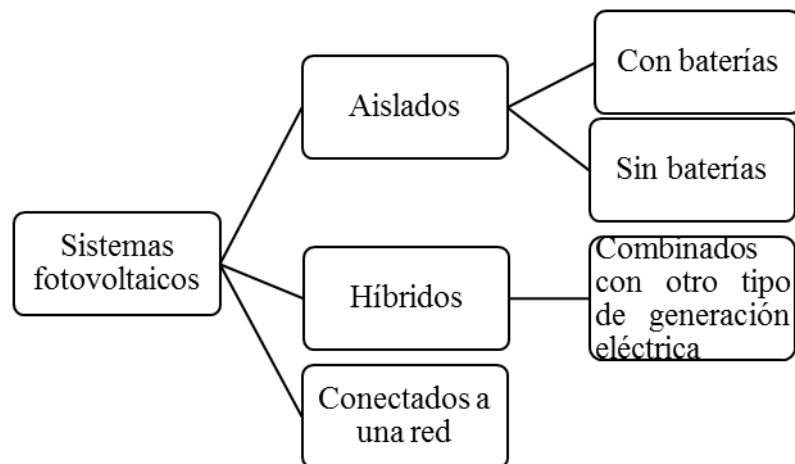 Sistemas
fotovoltaicos
Aislados
Con baterías
Sin baterías
Híbridos
Combinados
con otro tipo
de generación
eléctrica
Conectados a
una red